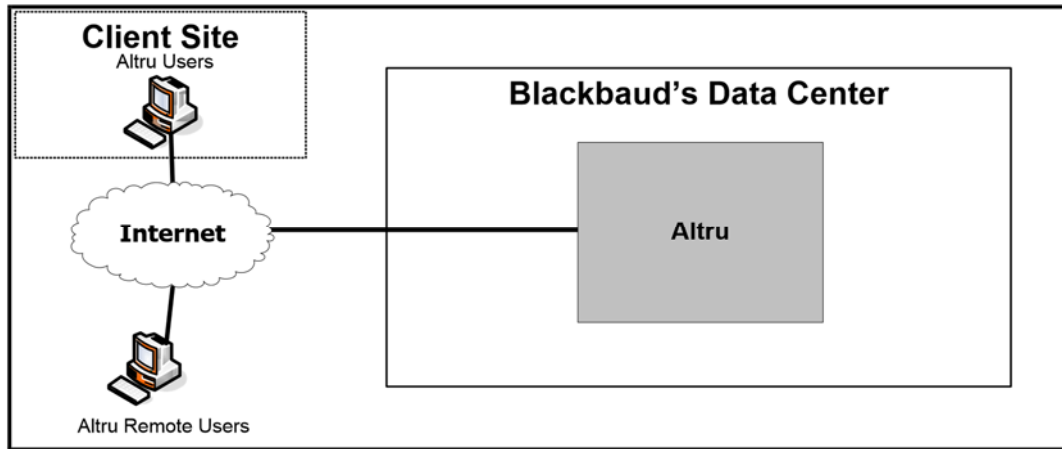 Client Site
Altru Users
Blackbaud's Data Center
Internet
Altru
Altru Remote Users